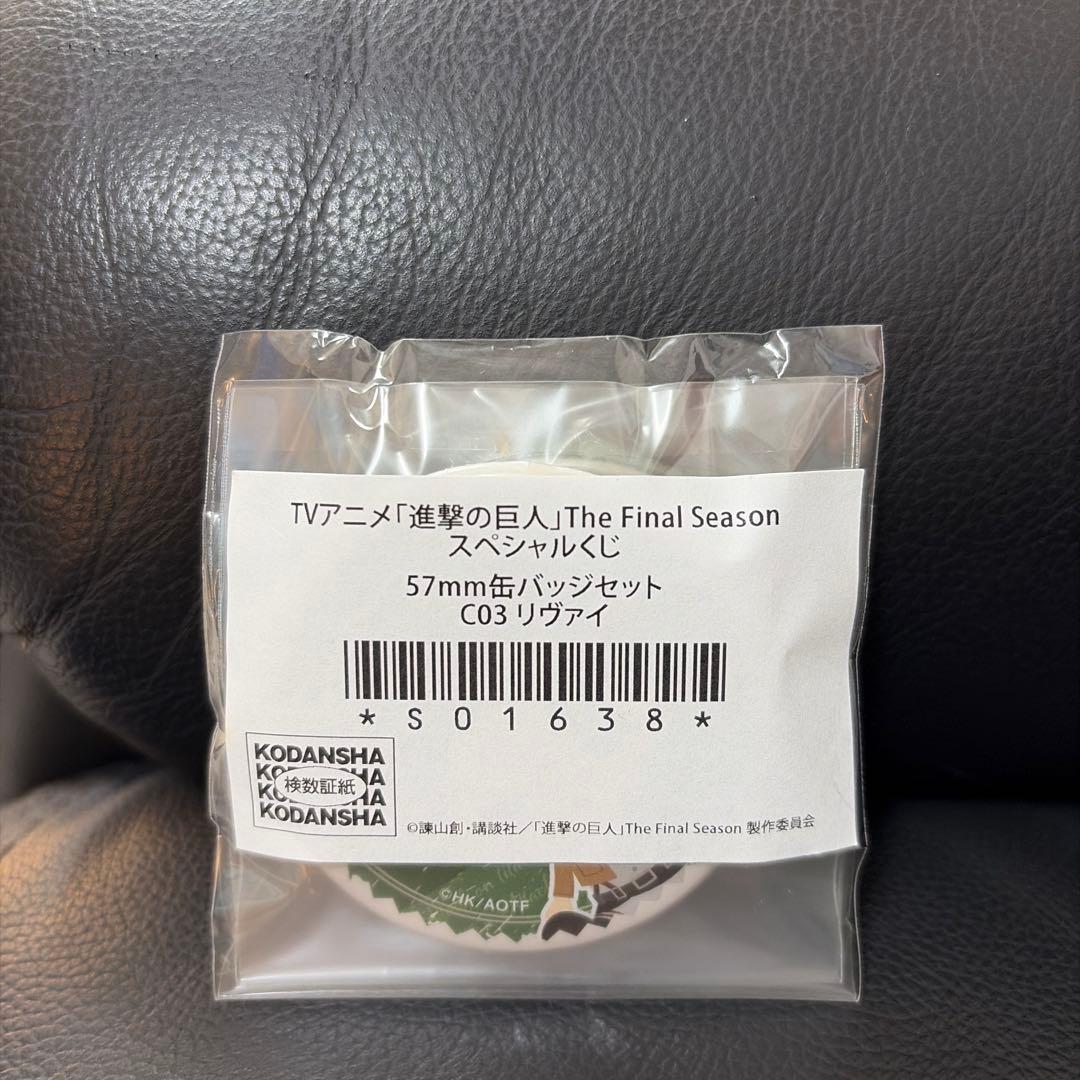 TVアニメ「進撃の巨人」The Final Season
スペシャルくじ
57mm缶バッジセット
C03 リヴァイ
*S01638*
KODANSHA
検数証紙
KODANSHA
©諫山創・講談社／「進撃の巨人」The Final Season 製作委員会
©HK/AOTF